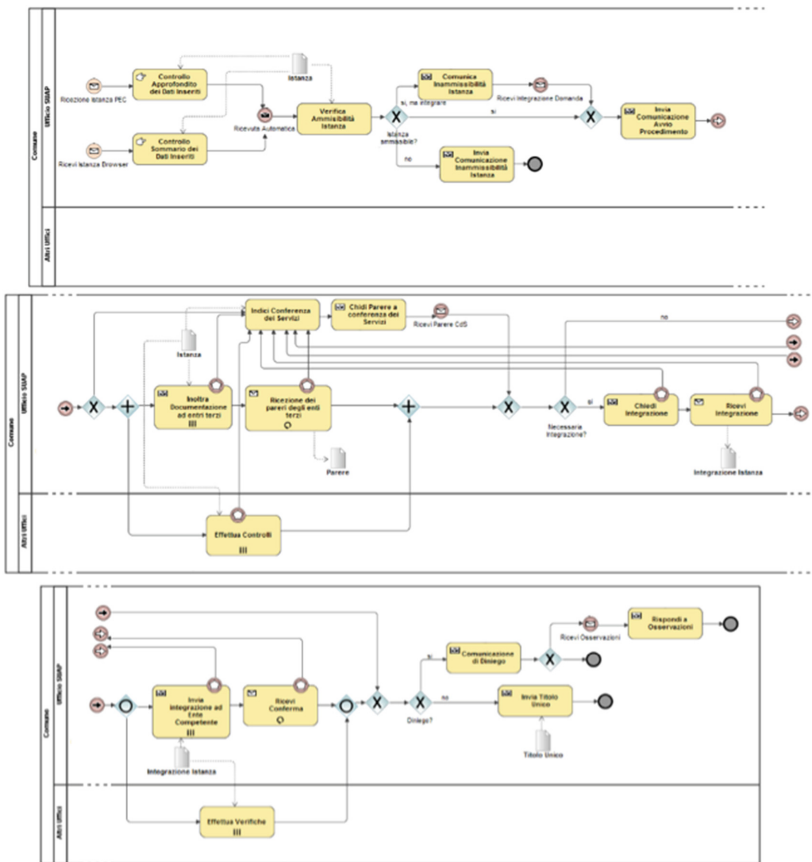 Comune
Ufficio SUAP
Altri Uffici
Ricezione Istanza PEC
Controllo
Approfondito
dei Dati Inseriti
Istanza
Ricevi Istanza Browser
Controllo
Sommario dei
Dati Inseriti
Ricevuta Automatica
Verifica
Ammisibilità
Istanza
Istanza
ammissibile?
si, ma integrare
si
no
Comunica
Inammissibilità
Istanza
Ricevi Integrazione Domanda
Invia
Comunicazione
Inammissibilità
Istanza
Invia
Comunicazione
Avvio
Procedimento
Comune
Ufficio SUAP
Altri Uffici
Indici Conferenza
dei Servizi
Chidi Parere a
conferenza dei
Servizi
Ricevi Parere CdS
no
Istanza
Inoltra
Documentazione
ad entri terzi
Ricezione dei
pareri degli enti
terzi
Parere
Necessaria
Integrazione?
si
Chiedi
Integrazione
Ricevi
Integrazione
Integrazione Istanza
Effettua Controlli
Comune
Ufficio SUAP
Altri Uffici
Invia
Integrazione ad
Ente
Competente
Ricevi
Conferma
Integrazione Istanza
Effettua Verifiche
Diniego?
si
no
Comunicazione
di Diniego
Ricevi Osservazioni
Rispondi a
Osservazioni
Invia Titolo
Unico
Titolo Unico